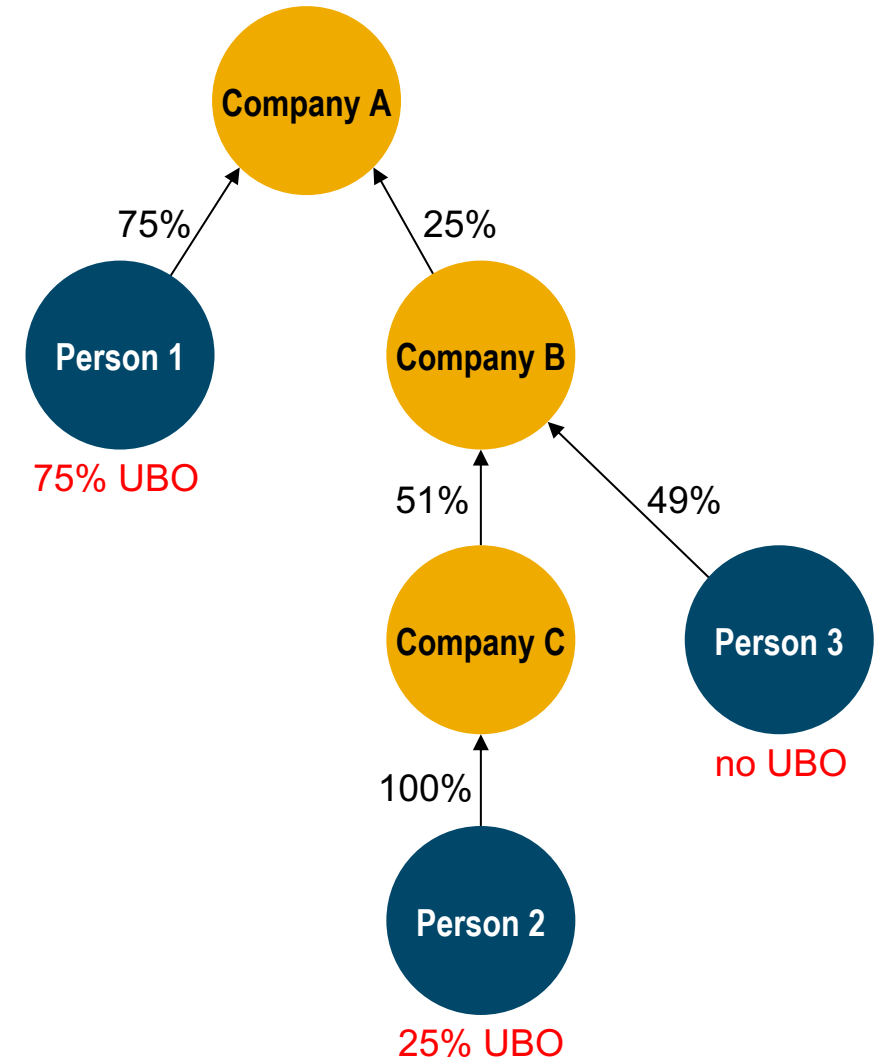 Company A
75%
25%
Person 1
Company B
75% UBO
51%
49%
Company C
Person 3
no UBO
100%
Person 2
25% UBO